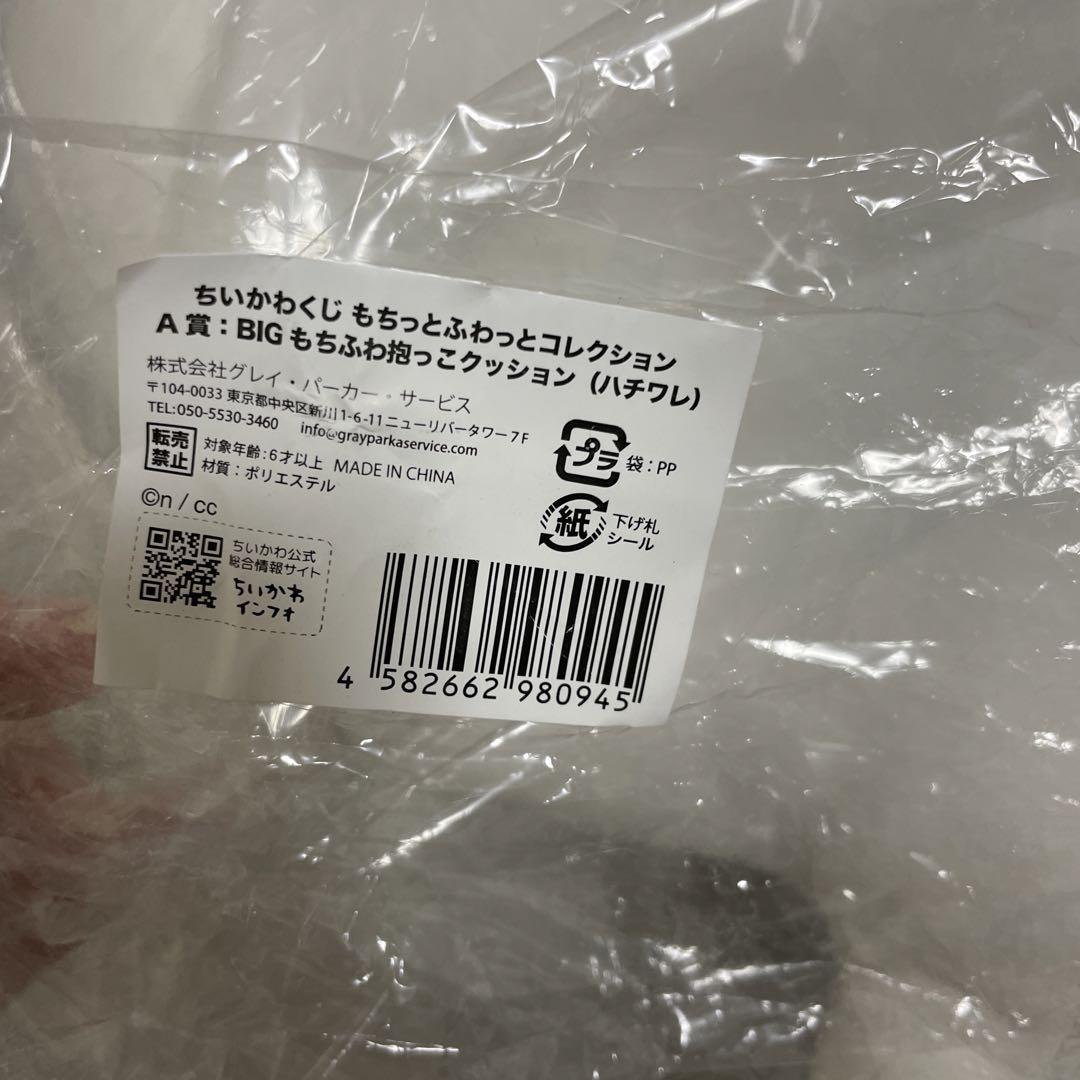 ちいかわくじ もちっとふわっとコレクション
A 賞：BIG もちふわ抱っこクッション（ハチワレ）
株式会社グレイ・パーカー・サービス
〒104-0033 東京都中央区新川1-6-11 ニューリバータワー 7F
TEL:050-5530-3460 info@grayparkaservice.com
転売
禁止
対象年齢：6才以上 MADE IN CHINA
材質：ポリエステル
©n / cc
ちいかわ公式
総合情報サイト
ちいかわ
インフォ
プラ
袋：PP
紙
下げ札
シール
4 582662 980945